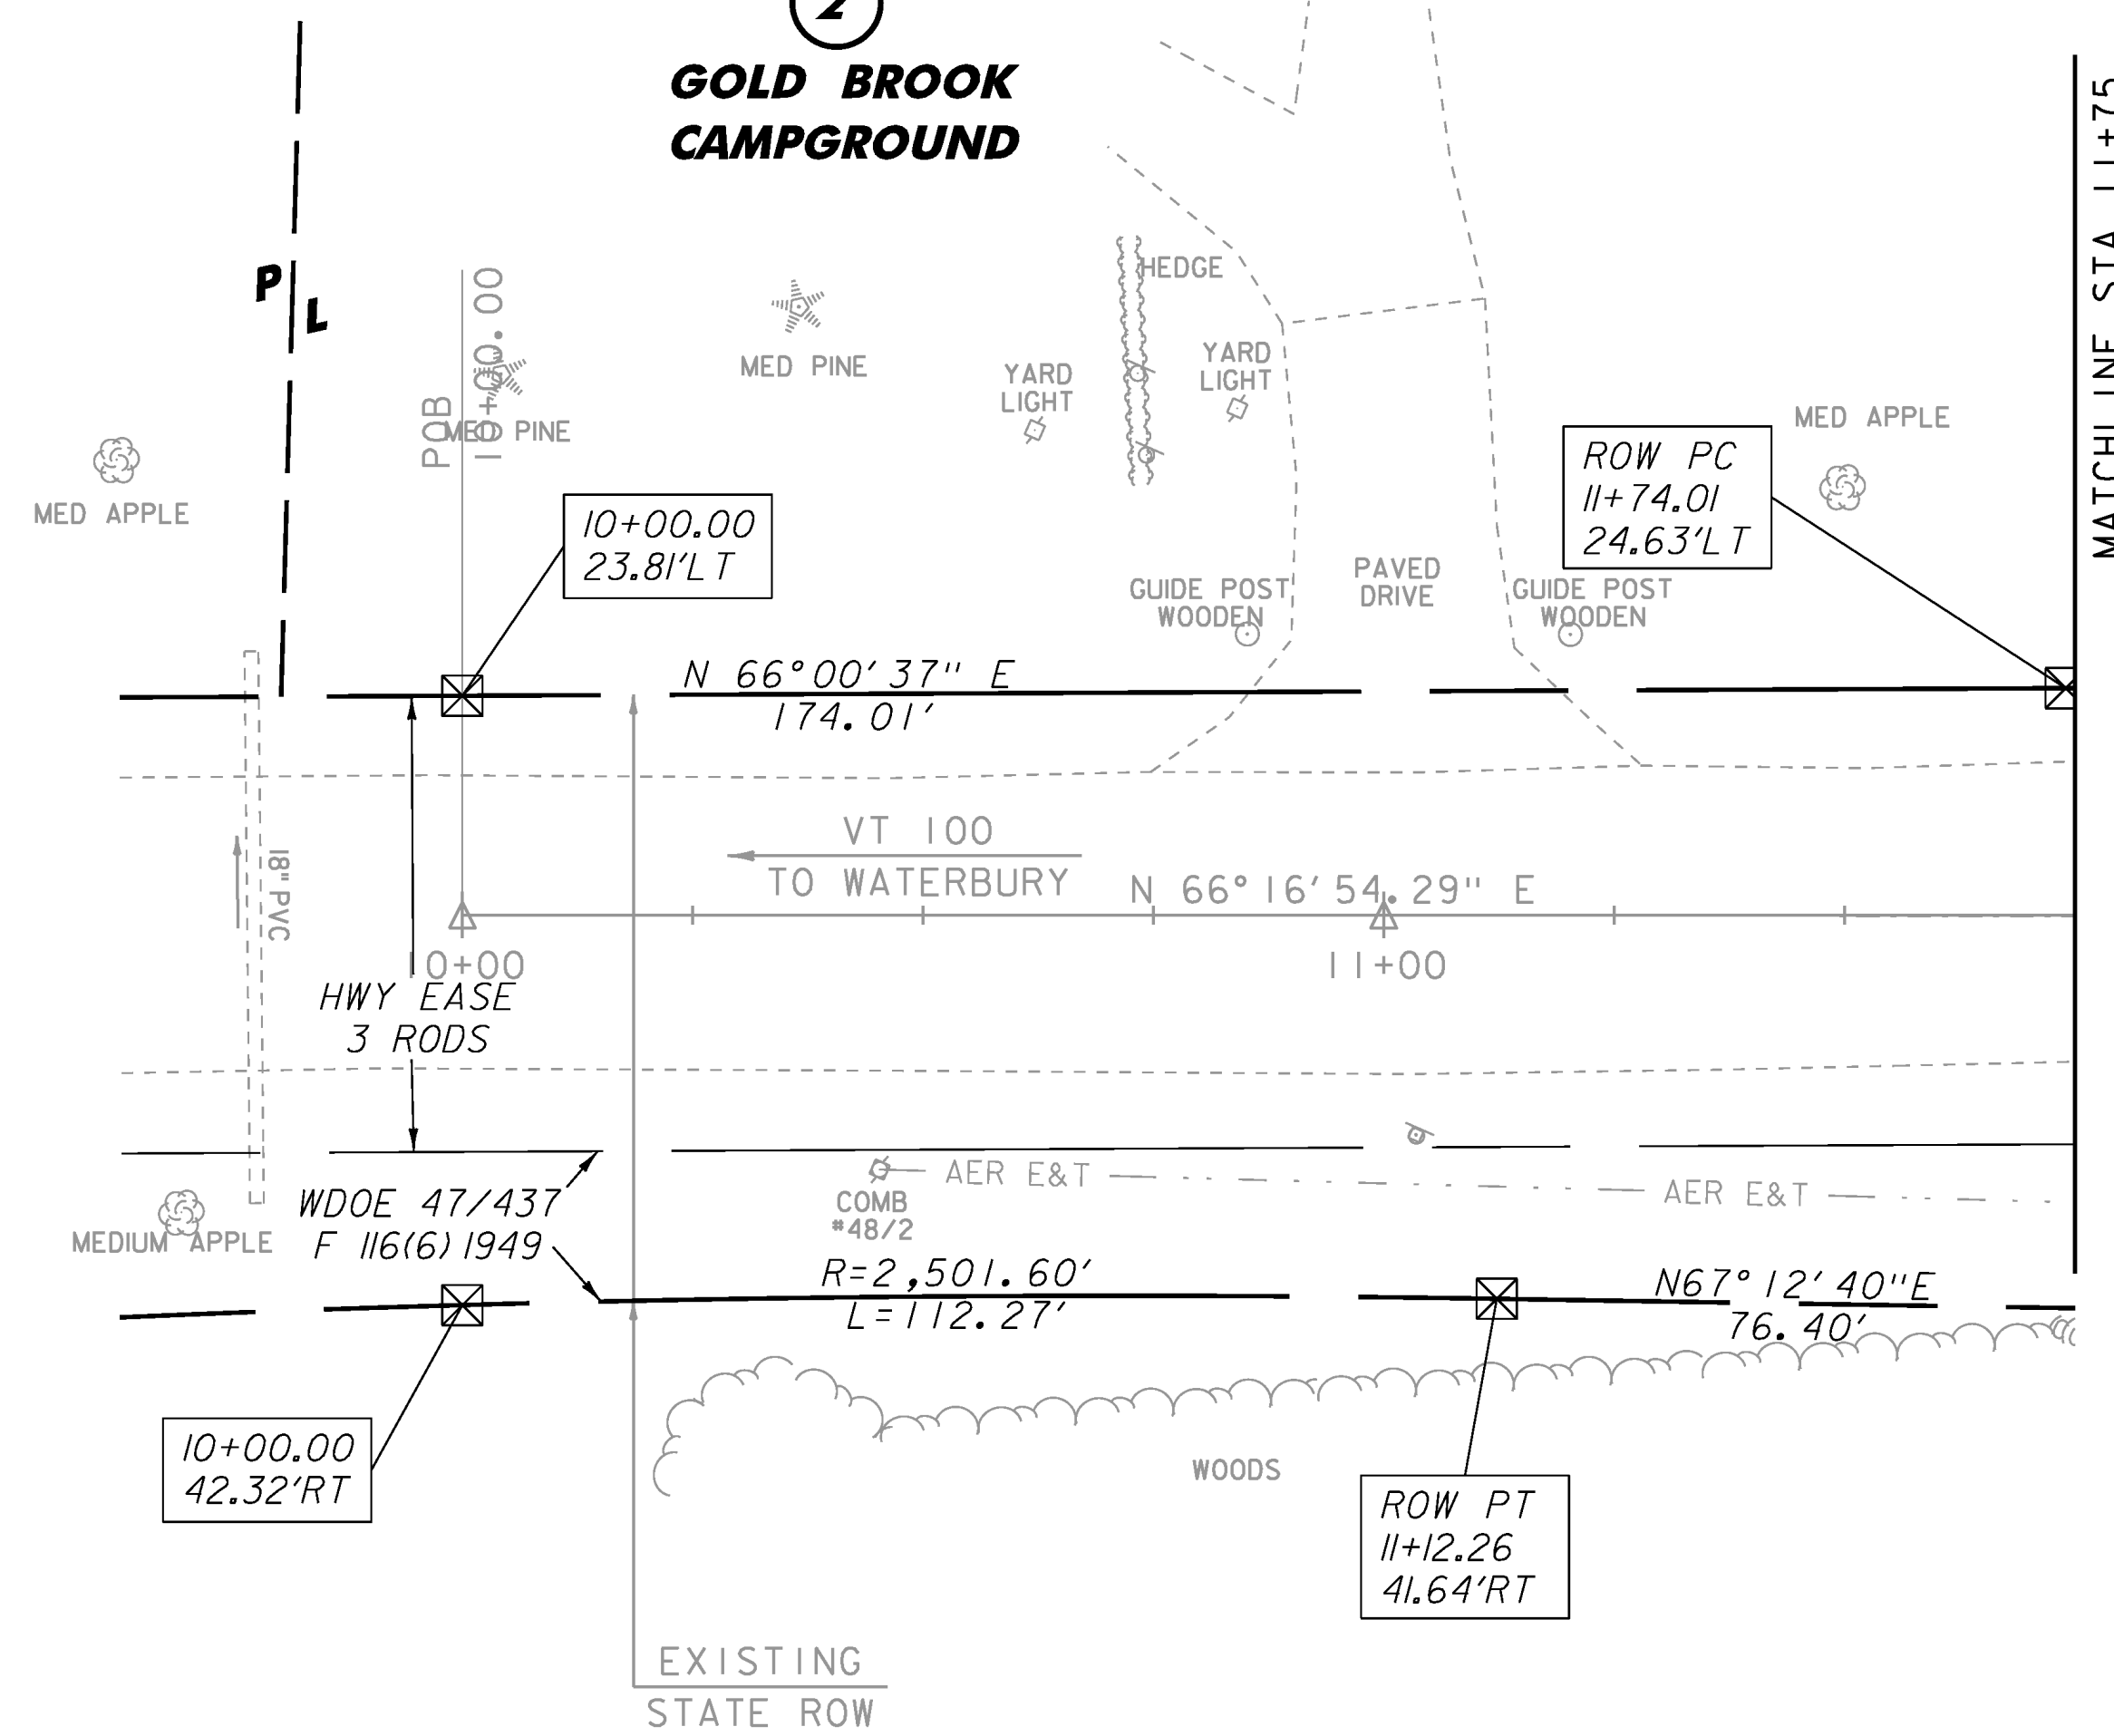 2
GOLD BROOK
CAMPGROUND
MATCHLINE STA 11+75
P
L
POB
10+00.00
HEDGE
MED PINE
MED PINE
YARD
LIGHT
YARD
LIGHT
MED APPLE
MED APPLE
ROW PC
11+74.01
24.63'LT
10+00.00
23.81'LT
GUIDE POST
WOODEN
PAVED
DRIVE
GUIDE POST
WOODEN
N 66°00'37" E
174.01'
VT 100
TO WATERBURY
N 66°16'54.29" E
18" PVC
10+00
11+00
HWY EASE
3 RODS
AER E&T
AER E&T
COMB
#48/2
WDOE 47/437
F 116(6) 1949
MEDIUM APPLE
R=2,501.60'
L=112.27'
N67°12'40"E
76.40'
10+00.00
42.32'RT
WOODS
ROW PT
11+12.26
41.64'RT
EXISTING
STATE ROW